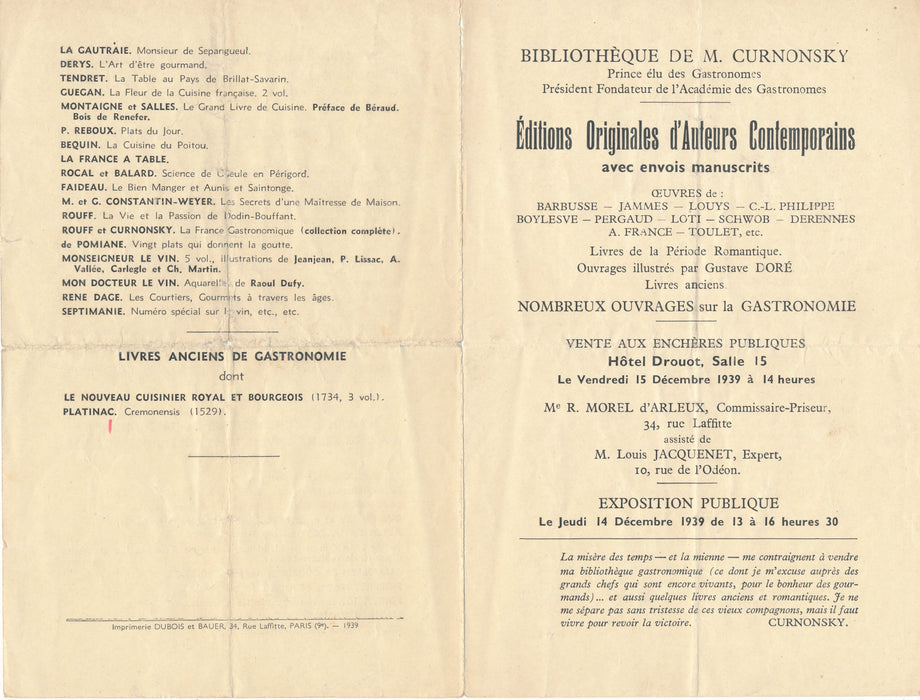 LA GAUTRAIE. Monsieur de Sepangueul.
DERYS. L'Art d'être gourmand.
TENDRET. La Table au Pays de Brillat-Savarin.
GUEGAN. La Fleur de la Cuisine française. 2 vol.
MONTAIGNE et SALLES. Le Grand Livre de Cuisine. Préface de Béraud.
Bois de Renefer.
P. REBOUX. Plats du Jour.
BEQUIN. La Cuisine du Poitou.
LA FRANCE A TABLE.
ROCAL et BALARD. Science de Gueule en Périgord.
FAIDEAU. Le Bien Manger et Aunis et Saintonge.
M. et G. CONSTANTIN-WEYER. Les Secrets d'une Maitresse de Maison.
ROUFF. La Vie et la Passion de Dodin-Bouffant.
ROUFF et CURNONSKY. La France Gastronomique (collection complète).
de POMIANE. Vingt plats qui donnent la goutte.
MONSEIGNEUR LE VIN. 5 vol., illustrations de Jeanjean, P. Lissac, A.
Vallée, Carlegle et Ch. Martin.
MON DOCTEUR LE VIN. Aquarelles de Raoul Dufy.
RENE DAGE. Les Courtiers, Gourmets à travers les âges.
SEPTIMANIE. Numéro spécial sur le vin, etc., etc.
LIVRES ANCIENS DE GASTRONOMIE
dont
LE NOUVEAU CUISINIER ROYAL ET BOURGEOIS (1734, 3 vol.).
PLATINAC. Cremonensis (1529).
Imprimerie DUBOIS et BAUER, 34, Rue Laffitte, PARIS (9e). — 1939
BIBLIOTHÈQUE DE M. CURNONSKY
Prince élu des Gastronomes
Président Fondateur de l'Académie des Gastronomes
Éditions Originales d'Auteurs Contemporains
avec envois manuscrits
ŒUVRES de :
BARBUSSE — JAMMES — LOUYS — C.-L. PHILIPPE
BOYLESVE — PERGAUD — LOTI — SCHWOB — DERENNES
A. FRANCE — TOULET, etc.
Livres de la Période Romantique.
Ouvrages illustrés par Gustave DORÉ
Livres anciens
NOMBREUX OUVRAGES sur la GASTRONOMIE
VENTE AUX ENCHÈRES PUBLIQUES
Hôtel Drouot, Salle 15
Le Vendredi 15 Décembre 1939 à 14 heures
Me R. MOREL d'ARLEUX, Commissaire-Priseur,
34, rue Laffitte
assisté de
M. Louis JACQUENET, Expert,
10, rue de l'Odéon.
EXPOSITION PUBLIQUE
Le Jeudi 14 Décembre 1939 de 13 à 16 heures 30
La misère des temps — et la mienne — me contraignent à vendre
ma bibliothèque gastronomique (ce dont je m'excuse auprès des
grands chefs qui sont encore vivants, pour le bonheur des gour-
mands)... et aussi quelques livres anciens et romantiques. Je ne
me sépare pas sans tristesse de ces vieux compagnons, mais il faut
vivre pour revoir la victoire. CURNONSKY.